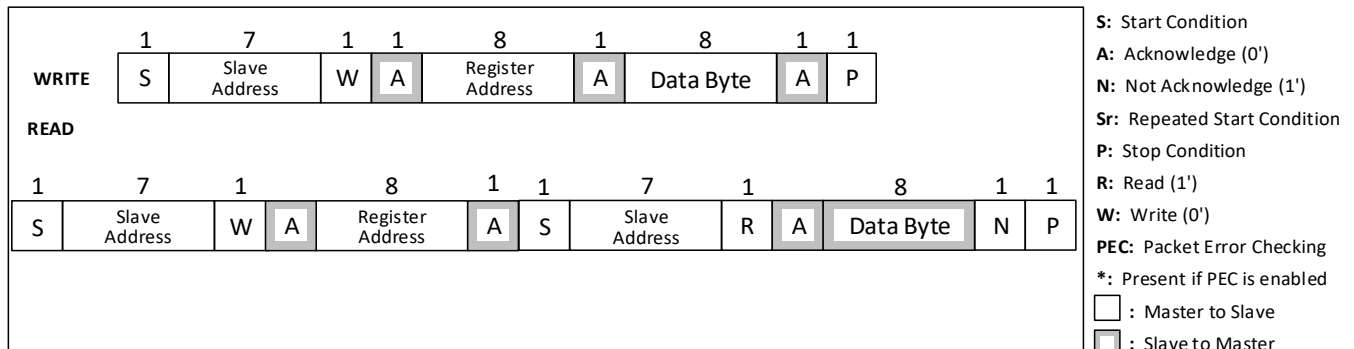 1 7 1 1 8 1 8 1 1
WRITE S Slave Address W A Register Address A Data Byte A P
READ
1 7 1 8 1 1 7 1 8 1 1
S Slave Address W A Register Address A S Slave Address R A Data Byte N P
S: Start Condition
A: Acknowledge (0')
N: Not Acknowledge (1')
Sr: Repeated Start Condition
P: Stop Condition
R: Read (1')
W: Write (0')
PEC: Packet Error Checking
*: Present if PEC is enabled
: Master to Slave
: Slave to Master